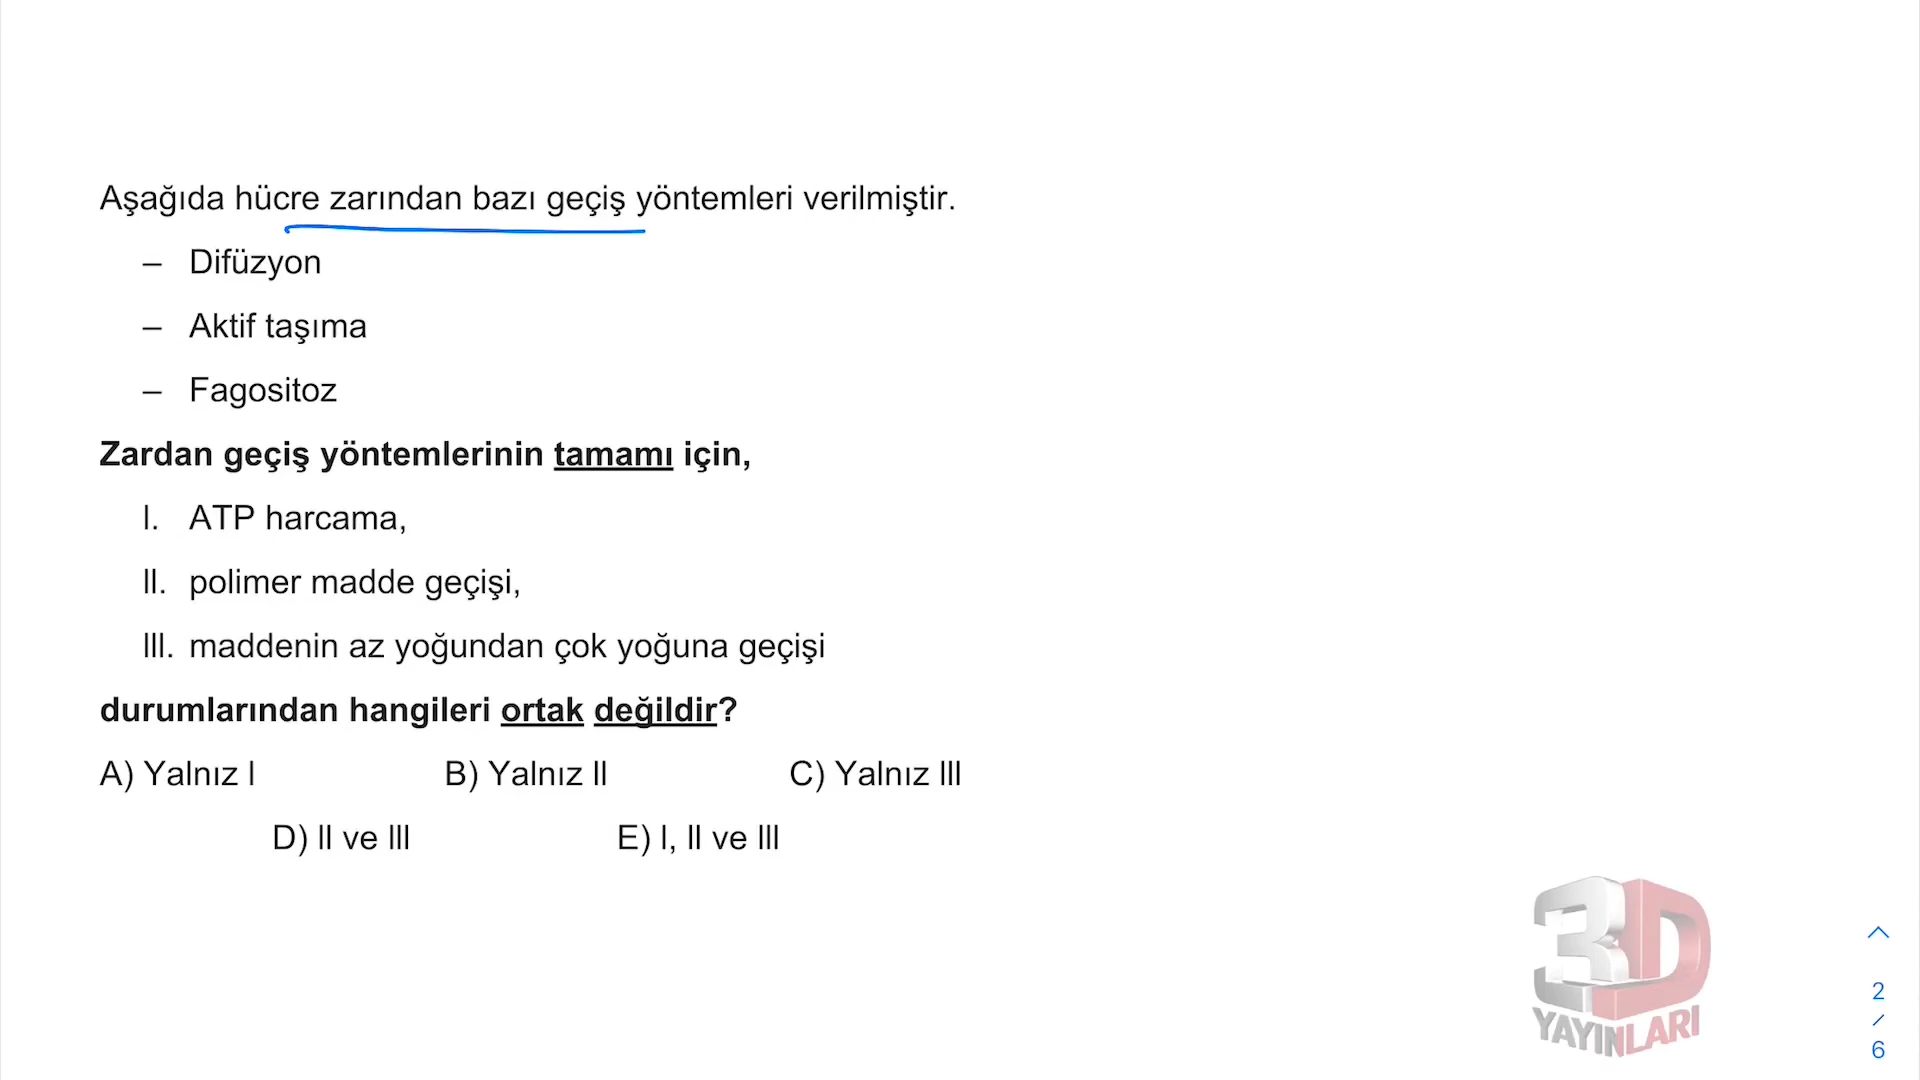 Aşağıda hücre zarından bazı geçiş yöntemleri verilmiştir.
– Difüzyon
– Aktif taşıma
– Fagositoz
Zardan geçiş yöntemlerinin tamamı için,
I. ATP harcama,
II. polimer madde geçişi,
III. maddenin az yoğundan çok yoğuna geçişi
durumlarından hangileri ortak değildir?
A) Yalnız I B) Yalnız II C) Yalnız III
D) II ve III E) I, II ve III
3D
YAYINLARI
2
/
6